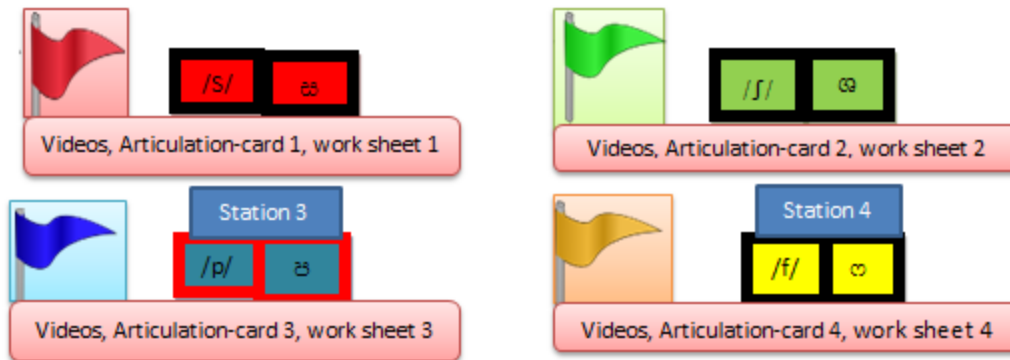 /s/ ස
Videos, Articulation-card 1, work sheet 1
/ʃ/ ශ
Videos, Articulation-card 2, work sheet 2
Station 3
/p/ ප
Videos, Articulation-card 3, work sheet 3
Station 4
/f/ ෆ
Videos, Articulation-card 4, work sheet 4